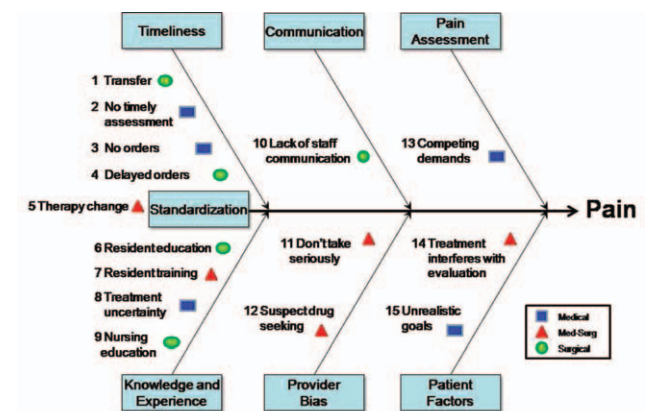 Timeliness
Communication
Pain
Assessment
1 Transfer
2 No timely
assessment
3 No orders
4 Delayed orders
10 Lack of staff
communication
13 Competing
demands
5 Therapy change
Standardization
Pain
6 Resident education
7 Resident training
8 Treatment
uncertainty
9 Nursing
education
11 Don't take
seriously
12 Suspect drug
seeking
14 Treatment
interferes with
evaluation
15 Unrealistic
goals
Medical
Med-Surg
Surgical
Knowledge and
Experience
Provider
Bias
Patient
Factors